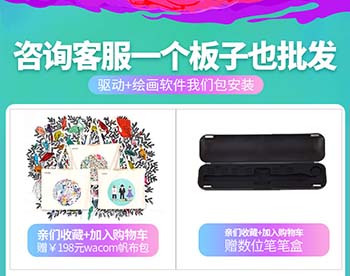 咨询客服一个板子也批发
驱动+绘画软件我们包安装
亲们收藏+加入购物车
赠￥198元wacom帆布包
亲们收藏+加入购物车
赠数位笔笔盒